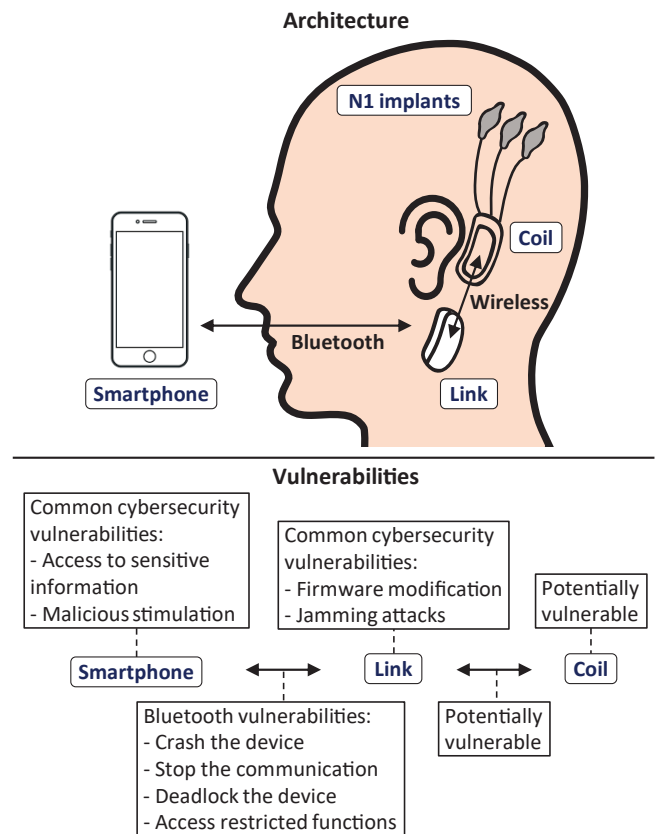 Architecture
N1 implants
Coil
Wireless
Bluetooth
Smartphone
Link
Vulnerabilities
Common cybersecurity
vulnerabilities:
- Access to sensitive
information
- Malicious stimulation
Common cybersecurity
vulnerabilities:
- Firmware modification
- Jamming attacks
Potentially
vulnerable
Smartphone
Link
Coil
Bluetooth vulnerabilities:
- Crash the device
- Stop the communication
- Deadlock the device
- Access restricted functions
Potentially
vulnerable